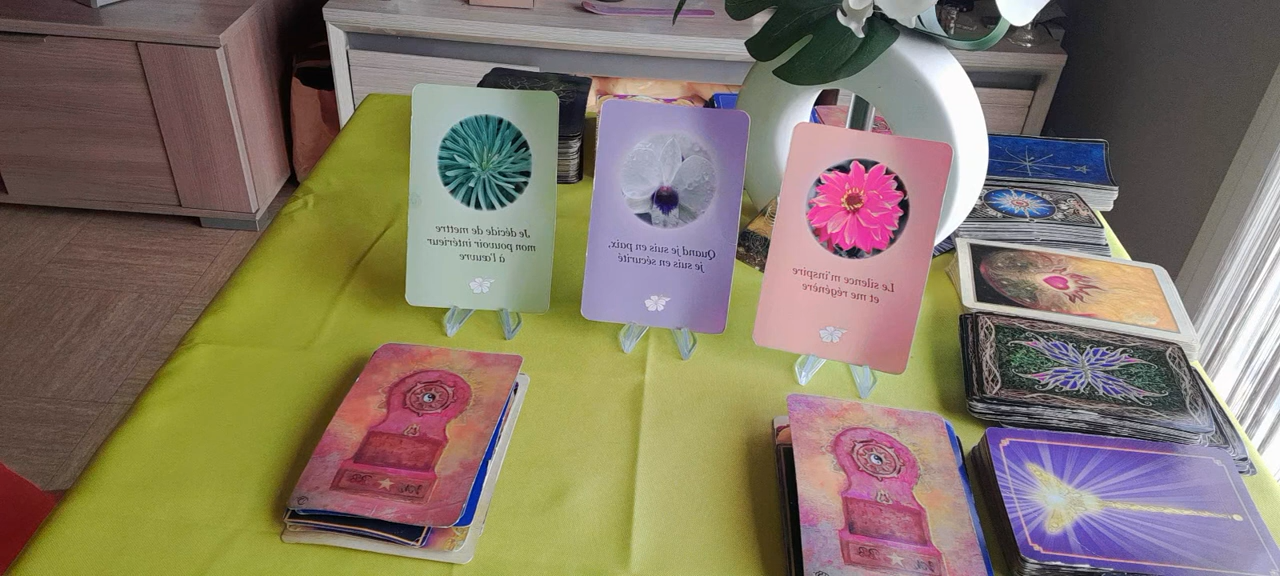 Je décide de mettre
mon pouvoir intérieur
à l'œuvre
Quand je suis en paix,
je suis en sécurité
Le silence m'inspire
et me régénère